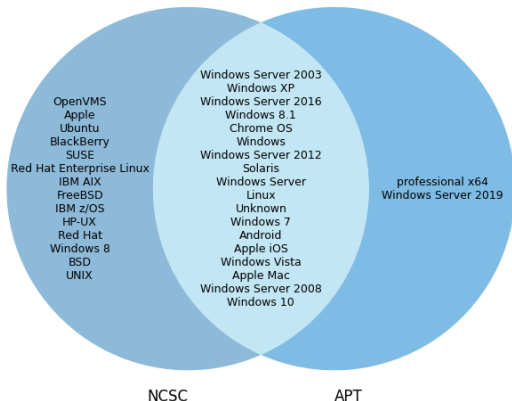 OpenVMS
Apple
Ubuntu
BlackBerry
SUSE
Red Hat Enterprise Linux
IBM AIX
FreeBSD
IBM z/OS
HP-UX
Red Hat
Windows 8
BSD
UNIX
Windows Server 2003
Windows XP
Windows Server 2016
Windows 8.1
Chrome OS
Windows
Windows Server 2012
Solaris
Windows Server
Linux
Unknown
Windows 7
Android
Apple iOS
Windows Vista
Apple Mac
Windows Server 2008
Windows 10
professional x64
Windows Server 2019
NCSC
APT